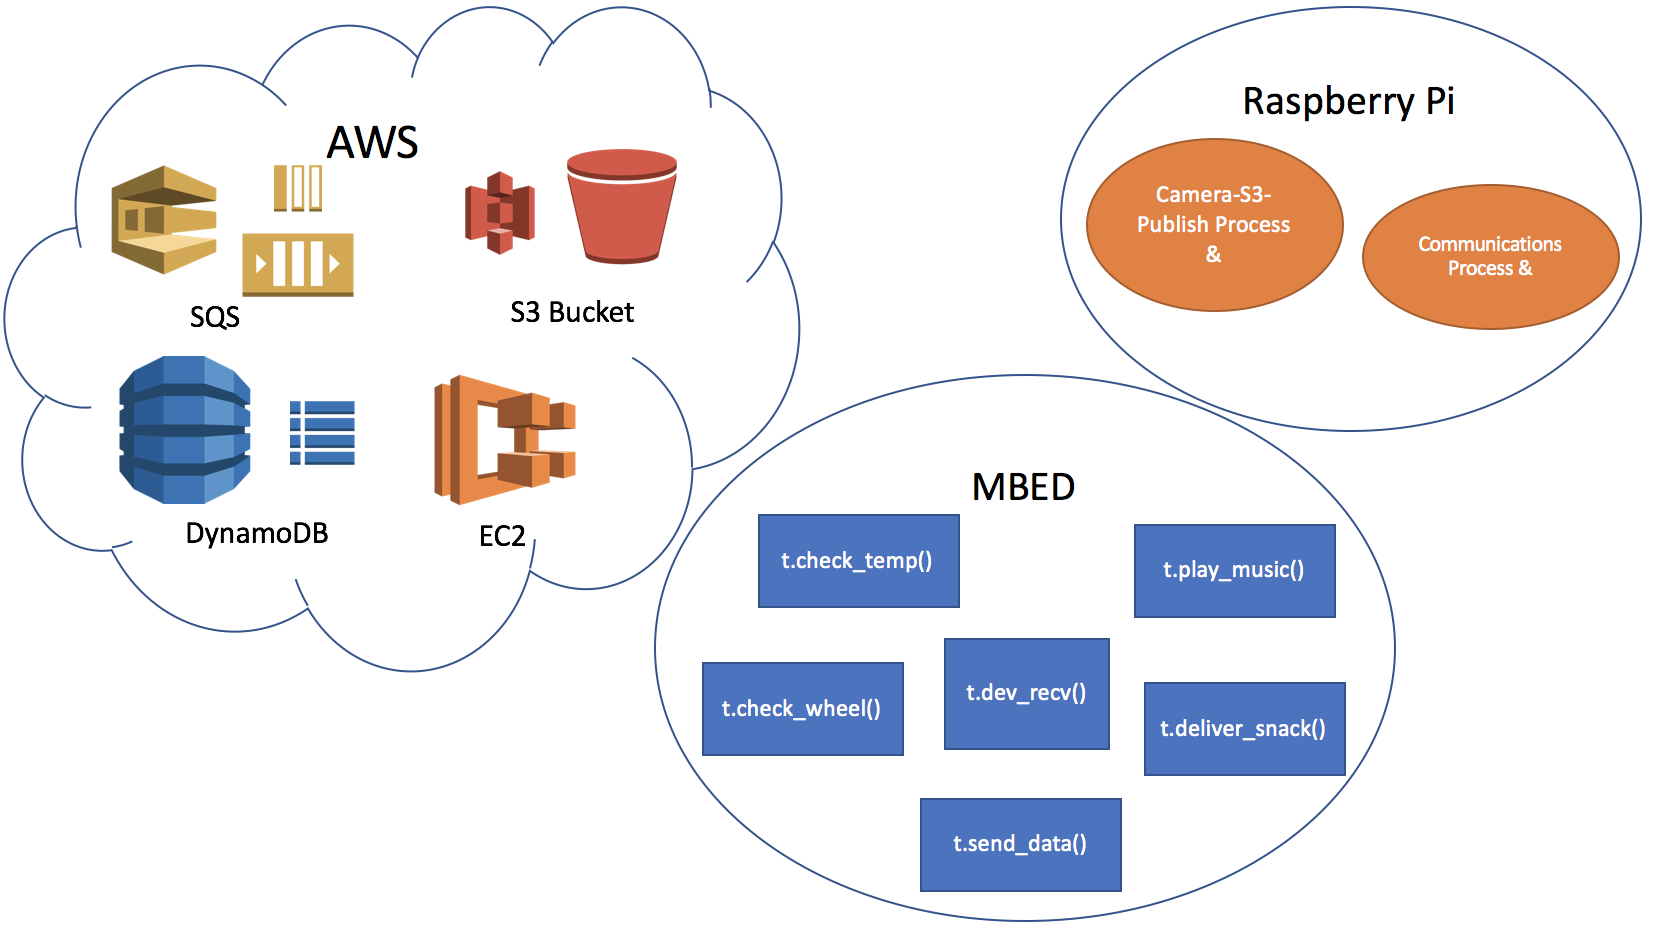 AWS
SQS
S3 Bucket
DynamoDB
EC2
Raspberry Pi
Camera-S3-
Publish Process
&
Communications
Process &
MBED
t.check_temp()
t.play_music()
t.check_wheel()
t.dev_recv()
t.deliver_snack()
t.send_data()